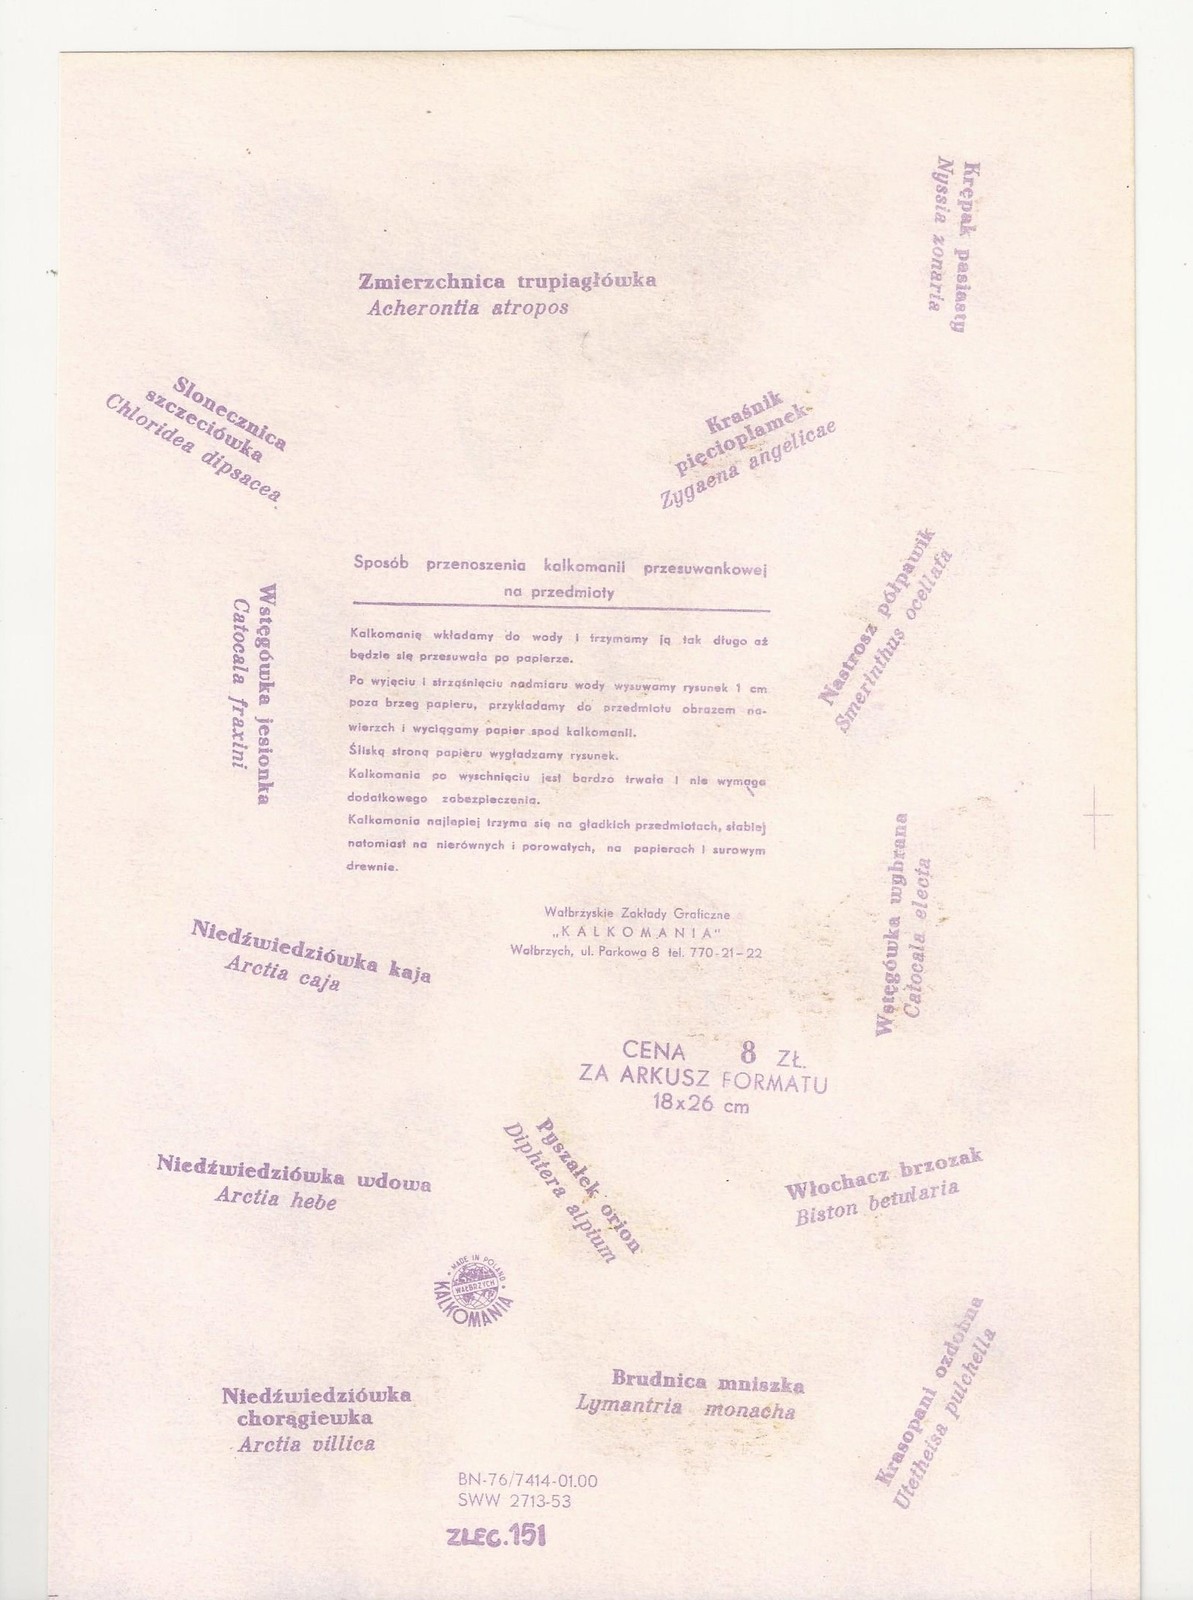 Krępak pasiasty
Nyssia zonaria
Zmierzchnica trupiagłówka
Acherontia atropos
Slonecznica
szczeciówka
Chloridea dipsacea
Kraśnik
pięcioplamek
Zygaena angelicae
Nastrosz półpawik
Smerinthus ocellata
Wstęgówka jesionka
Catocala fraxini
Sposób przenoszenia kalkomanii przesuwankowej
na przedmioty
Kalkomanię wkładamy do wody i trzymamy ją tak długo aż
będzie się przesuwała po papierze.
Po wyjęciu i strząśnięciu nadmiaru wody wysuwamy rysunek 1 cm
poza brzeg papieru, przykładamy do przedmiotu obrazem na-
wierzch i wyciągamy papier spod kalkomanii.
Śliską stroną papieru wygładzamy rysunek.
Kalkomania po wyschnięciu jest bardzo trwała i nie wymaga
dodatkowego zabezpieczenia.
Kalkomania najlepiej trzyma się na gładkich przedmiotach, słabiej
natomiast na nierównych i porowatych, na papierach i surowym
drewnie.
Wałbrzyskie Zakłady Graficzne
„KALKOMANIA"
Wałbrzych, ul. Parkowa 8 tel. 770-21-22
Wstęgówka wybrana
Catocala electa
Niedźwiedziówka kaja
Arctia caja
CENA 8 ZŁ.
ZA ARKUSZ FORMATU
18x26 cm
Niedźwiedziówka wdowa
Arctia hebe
Pyszałek orion
Diphtera alpium
Włochacz brzozak
Biston betularia
MADE IN POLAND
WAŁBRZYCH
KALKOMANIA
Niedźwiedziówka
chorągiewka
Arctia villica
Brudnica mniszka
Lymantria monacha
Krasopani ozdobna
Utetheisa pulchella
BN-76/7414-01.00
SWW 2713-53
ZLEC.151